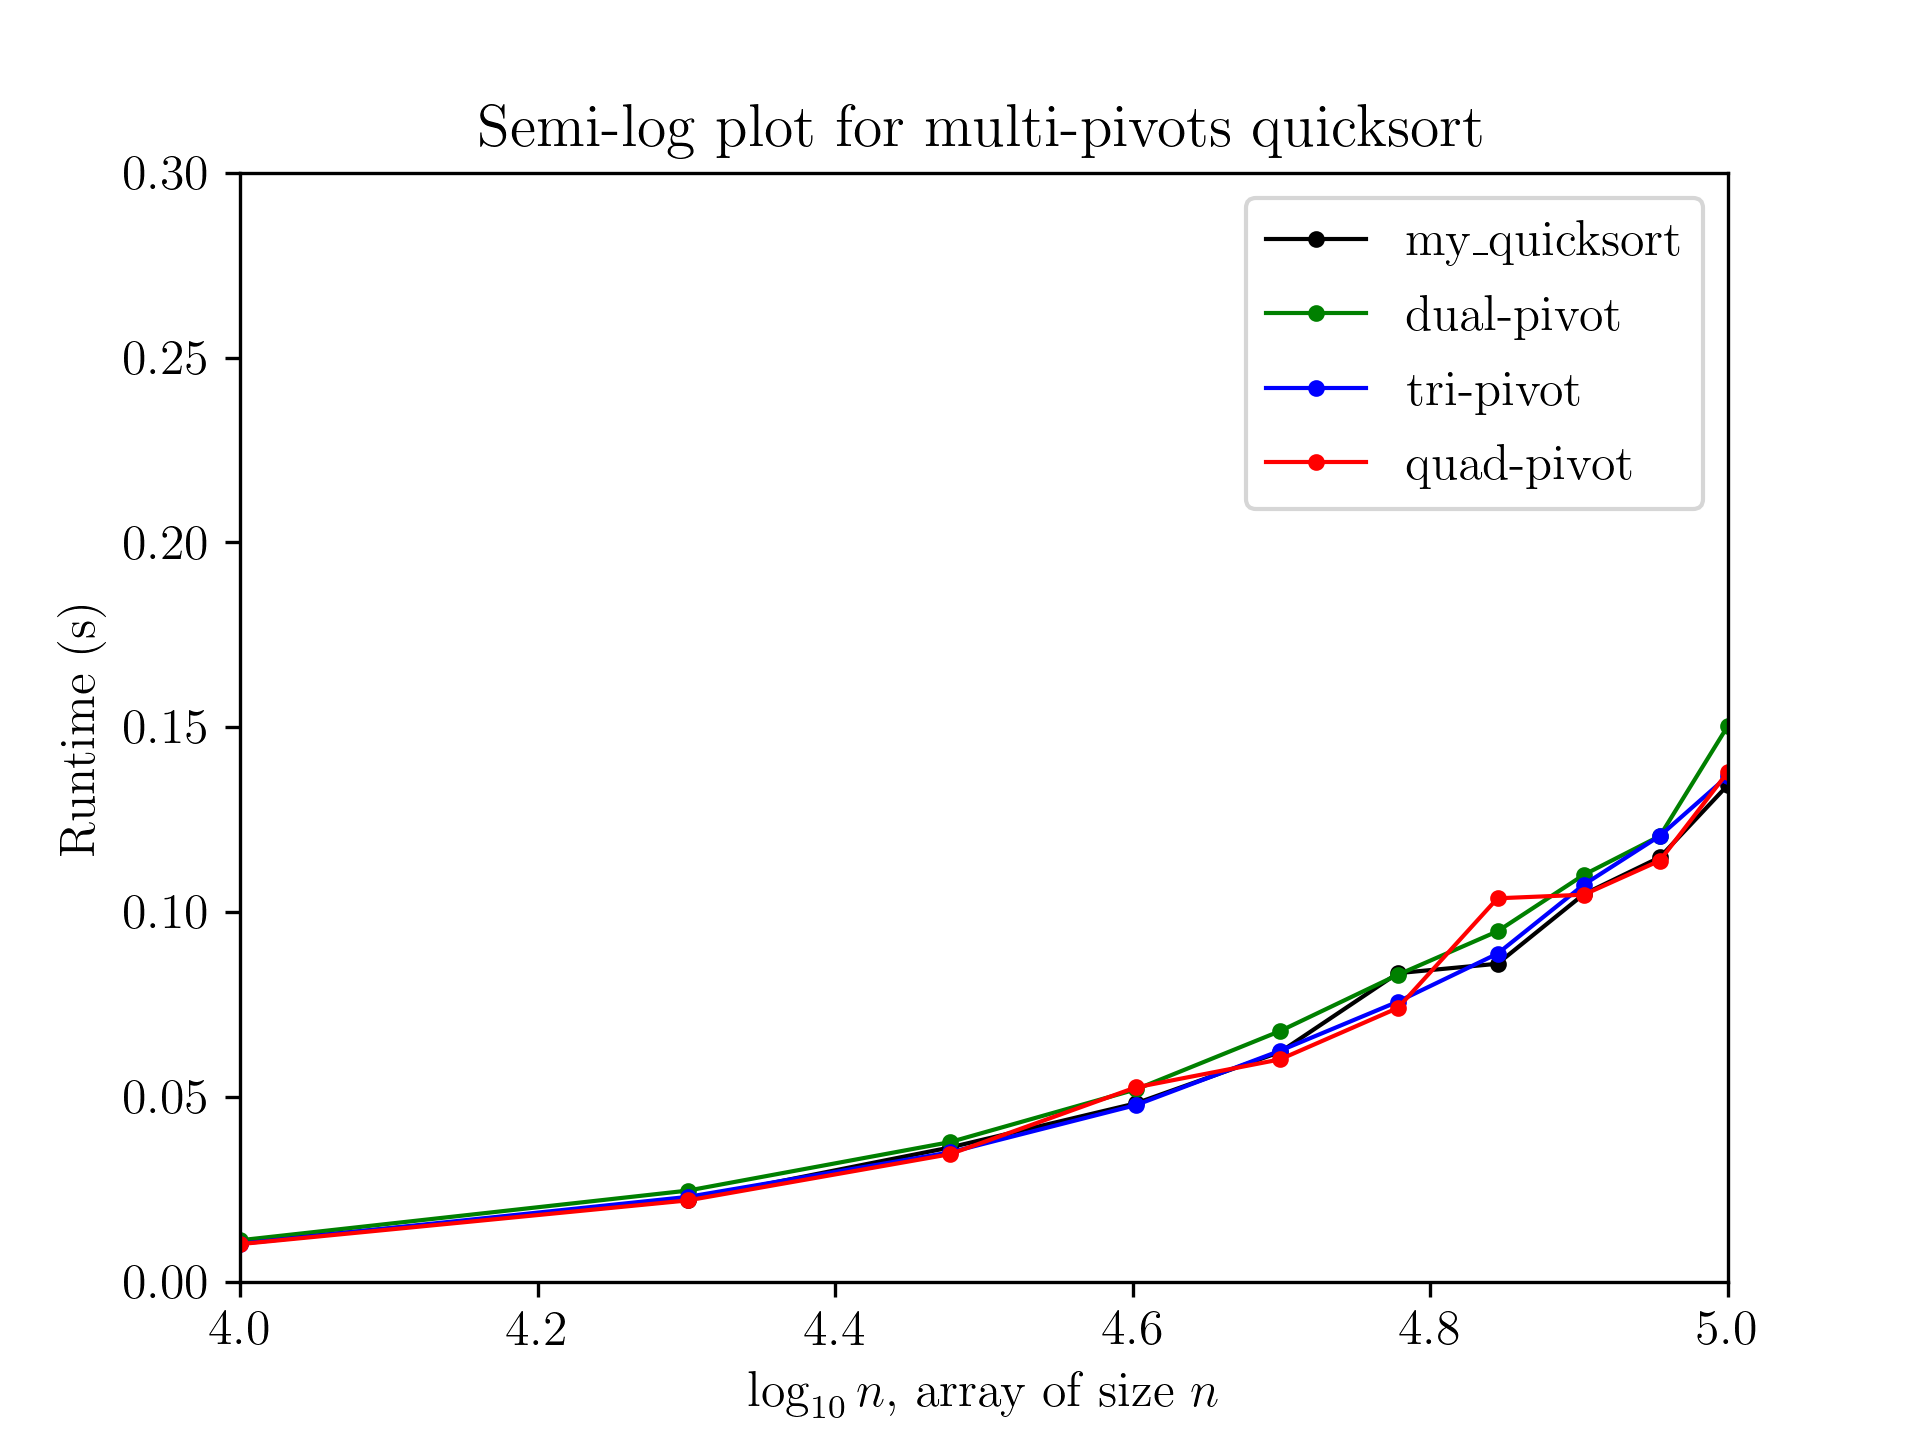 Semi-log plot for multi-pivots quicksort
0.30
0.25
0.20
0.15
0.10
0.05
0.00
Runtime (s)
my_quicksort
dual-pivot
tri-pivot
quad-pivot
4.0 4.2 4.4 4.6 4.8 5.0
log₁₀ n, array of size n